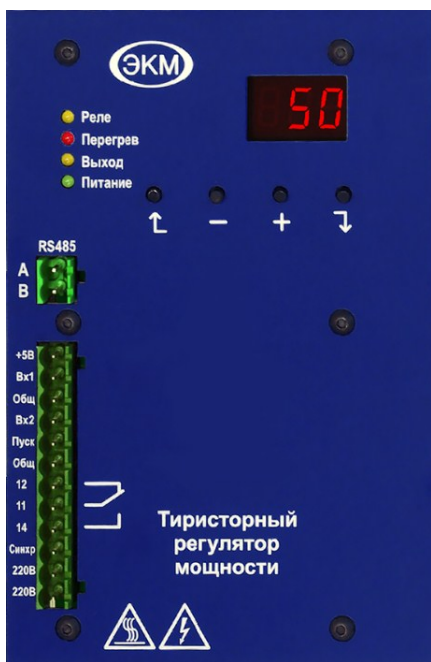 ЭКМ
50
Реле
Перегрев
Выход
Питание
− +
RS485
A
B
+5В
Вх1
Общ
Вх2
Пуск
Общ
12
11
14
Синхр
220В
220В
Тиристорный
регулятор
мощности